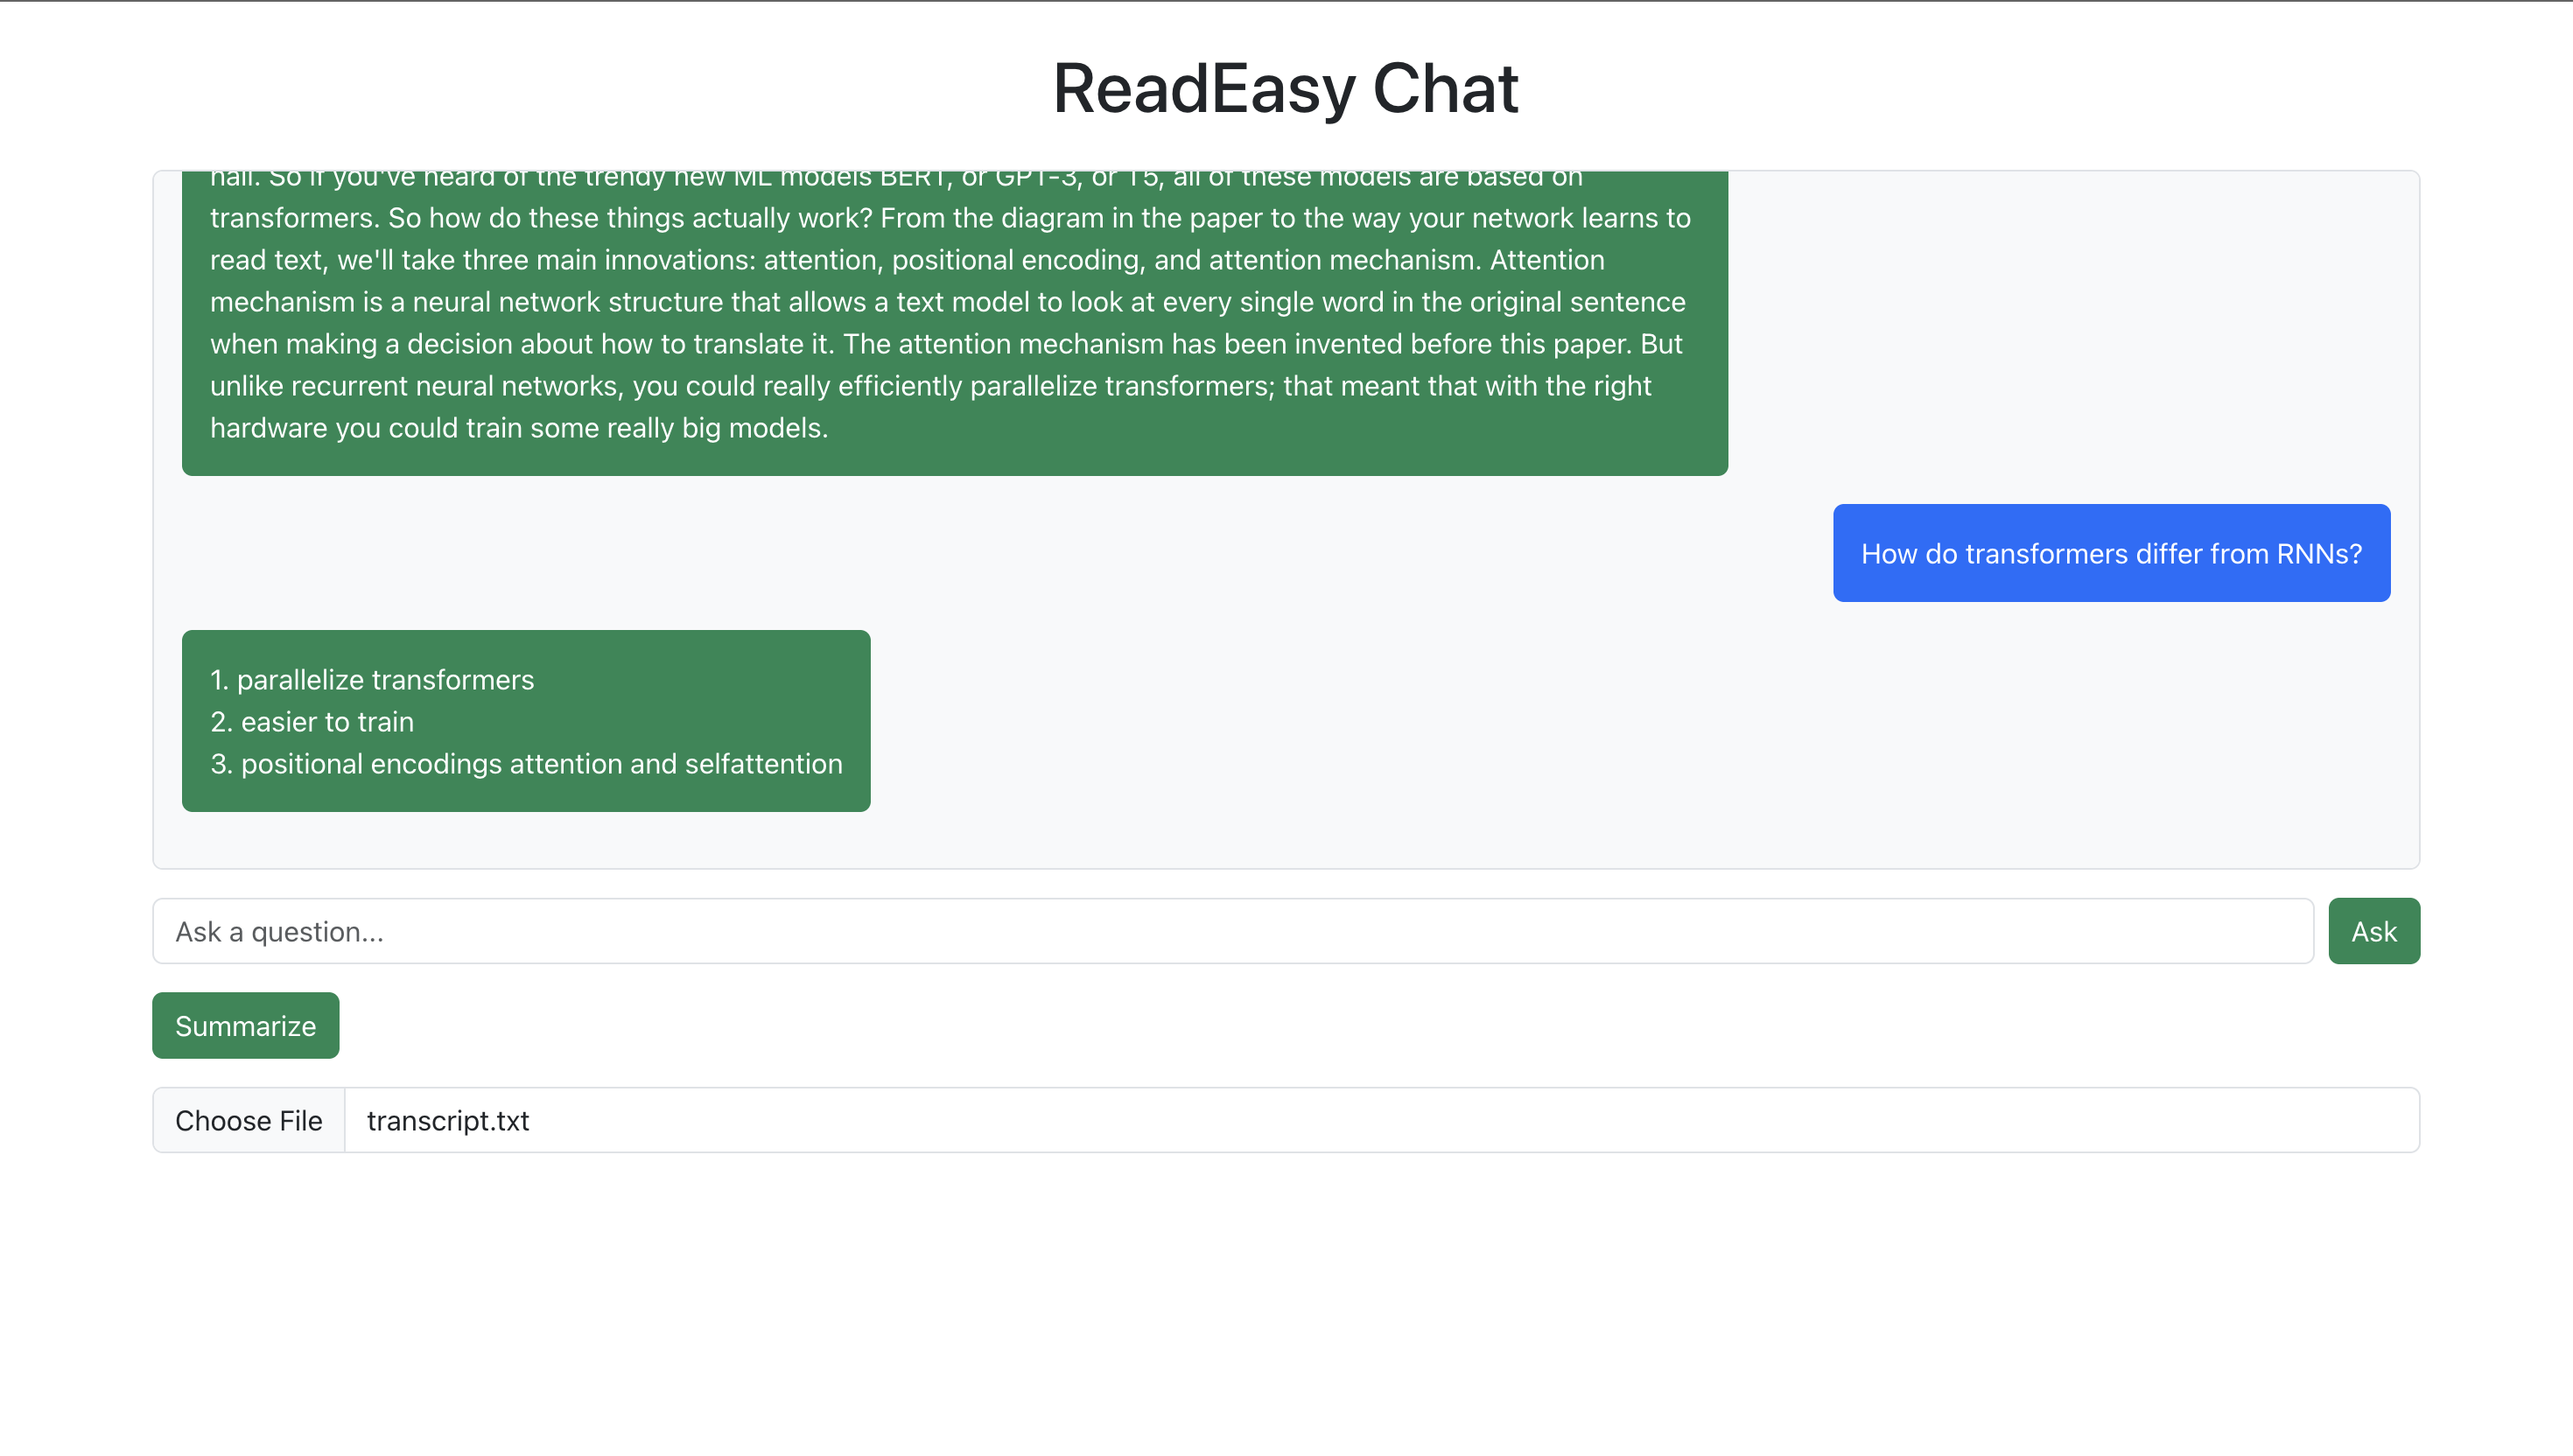 ReadEasy Chat
nail. So if you've heard of the trendy new ML models BERT, or GPT-3, or T5, all of these models are based on
transformers. So how do these things actually work? From the diagram in the paper to the way your network learns to
read text, we'll take three main innovations: attention, positional encoding, and attention mechanism. Attention
mechanism is a neural network structure that allows a text model to look at every single word in the original sentence
when making a decision about how to translate it. The attention mechanism has been invented before this paper. But
unlike recurrent neural networks, you could really efficiently parallelize transformers; that meant that with the right
hardware you could train some really big models.
How do transformers differ from RNNs?
1. parallelize transformers
2. easier to train
3. positional encodings attention and selfattention
Ask a question...
Ask
Summarize
Choose File
transcript.txt